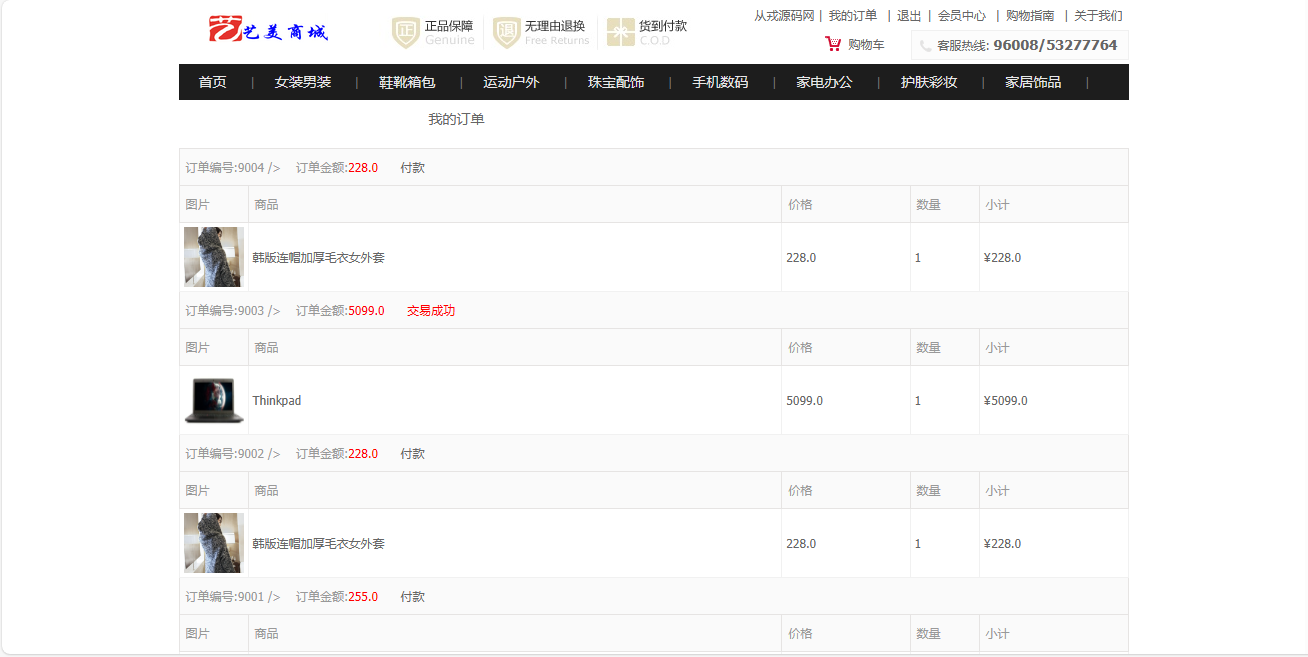 从戎源码网 | 我的订单 | 退出 | 会员中心 | 购物指南 | 关于我们
艺 艺美商城
正 正品保障 Genuine
退 无理由退换 Free Returns
货到付款 C.O.D
购物车
客服热线: 96008/53277764
首页 | 女装男装 | 鞋靴箱包 | 运动户外 | 珠宝配饰 | 手机数码 | 家电办公 | 护肤彩妆 | 家居饰品 |
我的订单
订单编号:9004 /> 订单金额:228.0 付款
图片 商品 价格 数量 小计
韩版连帽加厚毛衣女外套 228.0 1 ¥228.0
订单编号:9003 /> 订单金额:5099.0 交易成功
图片 商品 价格 数量 小计
Thinkpad 5099.0 1 ¥5099.0
订单编号:9002 /> 订单金额:228.0 付款
图片 商品 价格 数量 小计
韩版连帽加厚毛衣女外套 228.0 1 ¥228.0
订单编号:9001 /> 订单金额:255.0 付款
图片 商品 价格 数量 小计